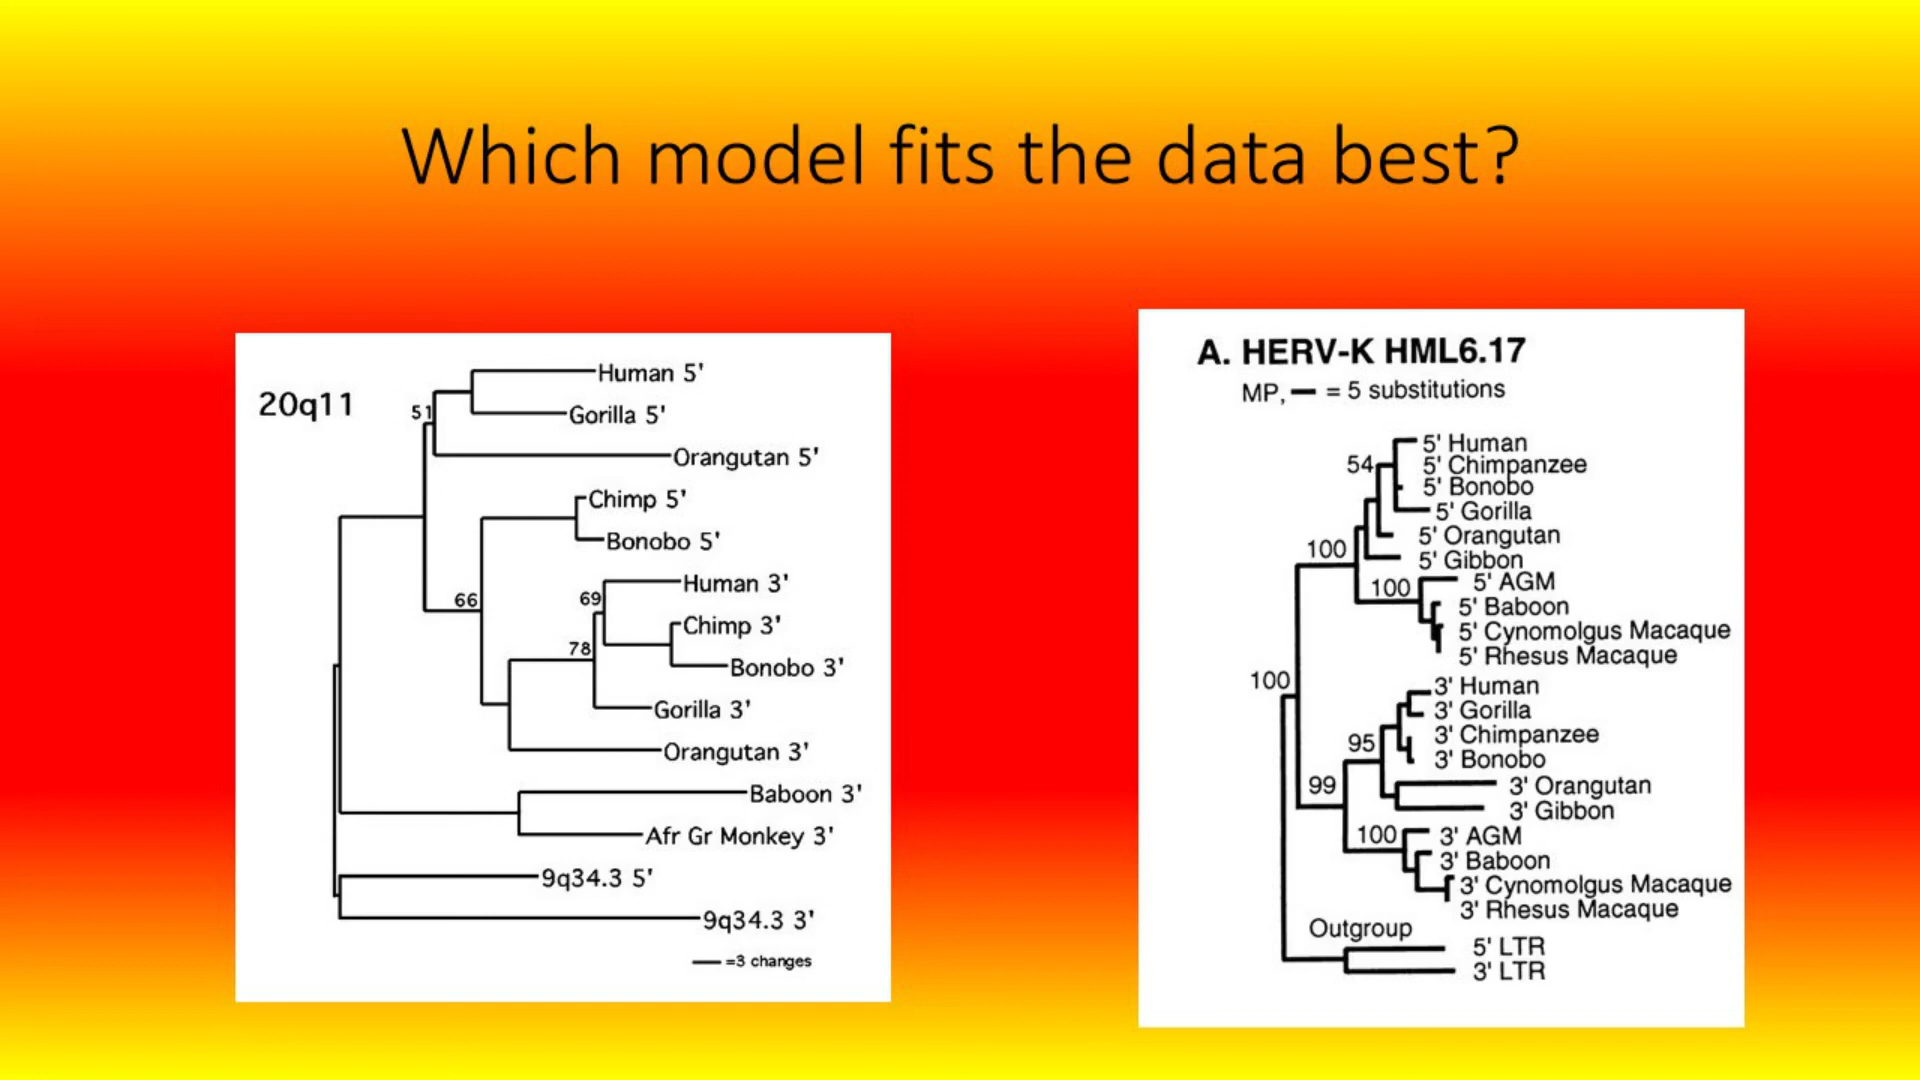 Which model fits the data best?
20q11
Human 5'
51
Gorilla 5'
Orangutan 5'
Chimp 5'
Bonobo 5'
Human 3'
66
69
Chimp 3'
78
Bonobo 3'
Gorilla 3'
Orangutan 3'
Baboon 3'
Afr Gr Monkey 3'
9q34.3 5'
9q34.3 3'
=3 changes
A. HERV-K HML6.17
MP, = 5 substitutions
5' Human
54
5' Chimpanzee
5' Bonobo
5' Gorilla
5' Orangutan
100
5' Gibbon
100
5' AGM
5' Baboon
5' Cynomolgus Macaque
5' Rhesus Macaque
100
3' Human
3' Gorilla
3' Chimpanzee
95
3' Bonobo
99
3' Orangutan
3' Gibbon
100
3' AGM
3' Baboon
3' Cynomolgus Macaque
3' Rhesus Macaque
Outgroup
5' LTR
3' LTR